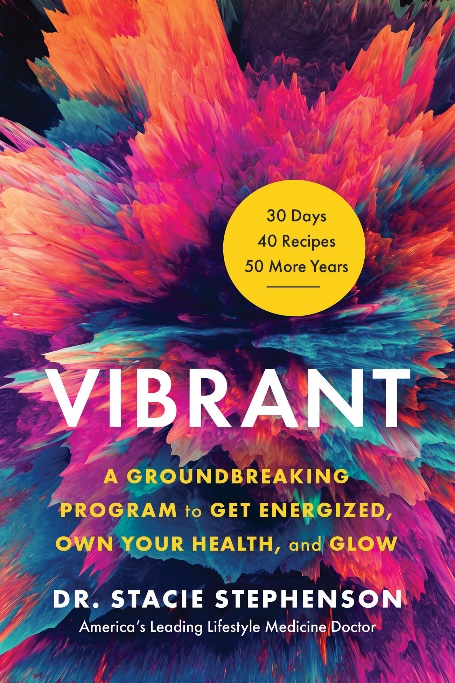 30 Days
40 Recipes
50 More Years
VIBRANT
A GROUNDBREAKING
PROGRAM to GET ENERGIZED,
OWN YOUR HEALTH, and GLOW
DR. STACIE STEPHENSON
America's Leading Lifestyle Medicine Doctor